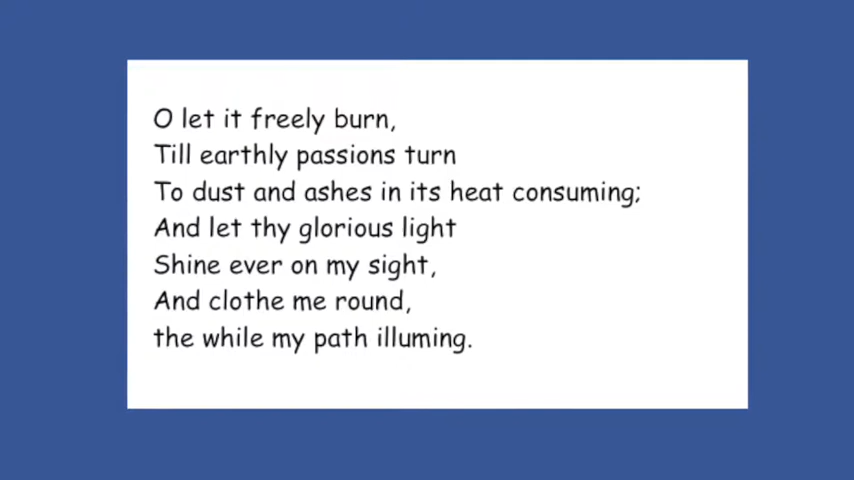 O let it freely burn,
Till earthly passions turn
To dust and ashes in its heat consuming;
And let thy glorious light
Shine ever on my sight,
And clothe me round,
the while my path illuming.